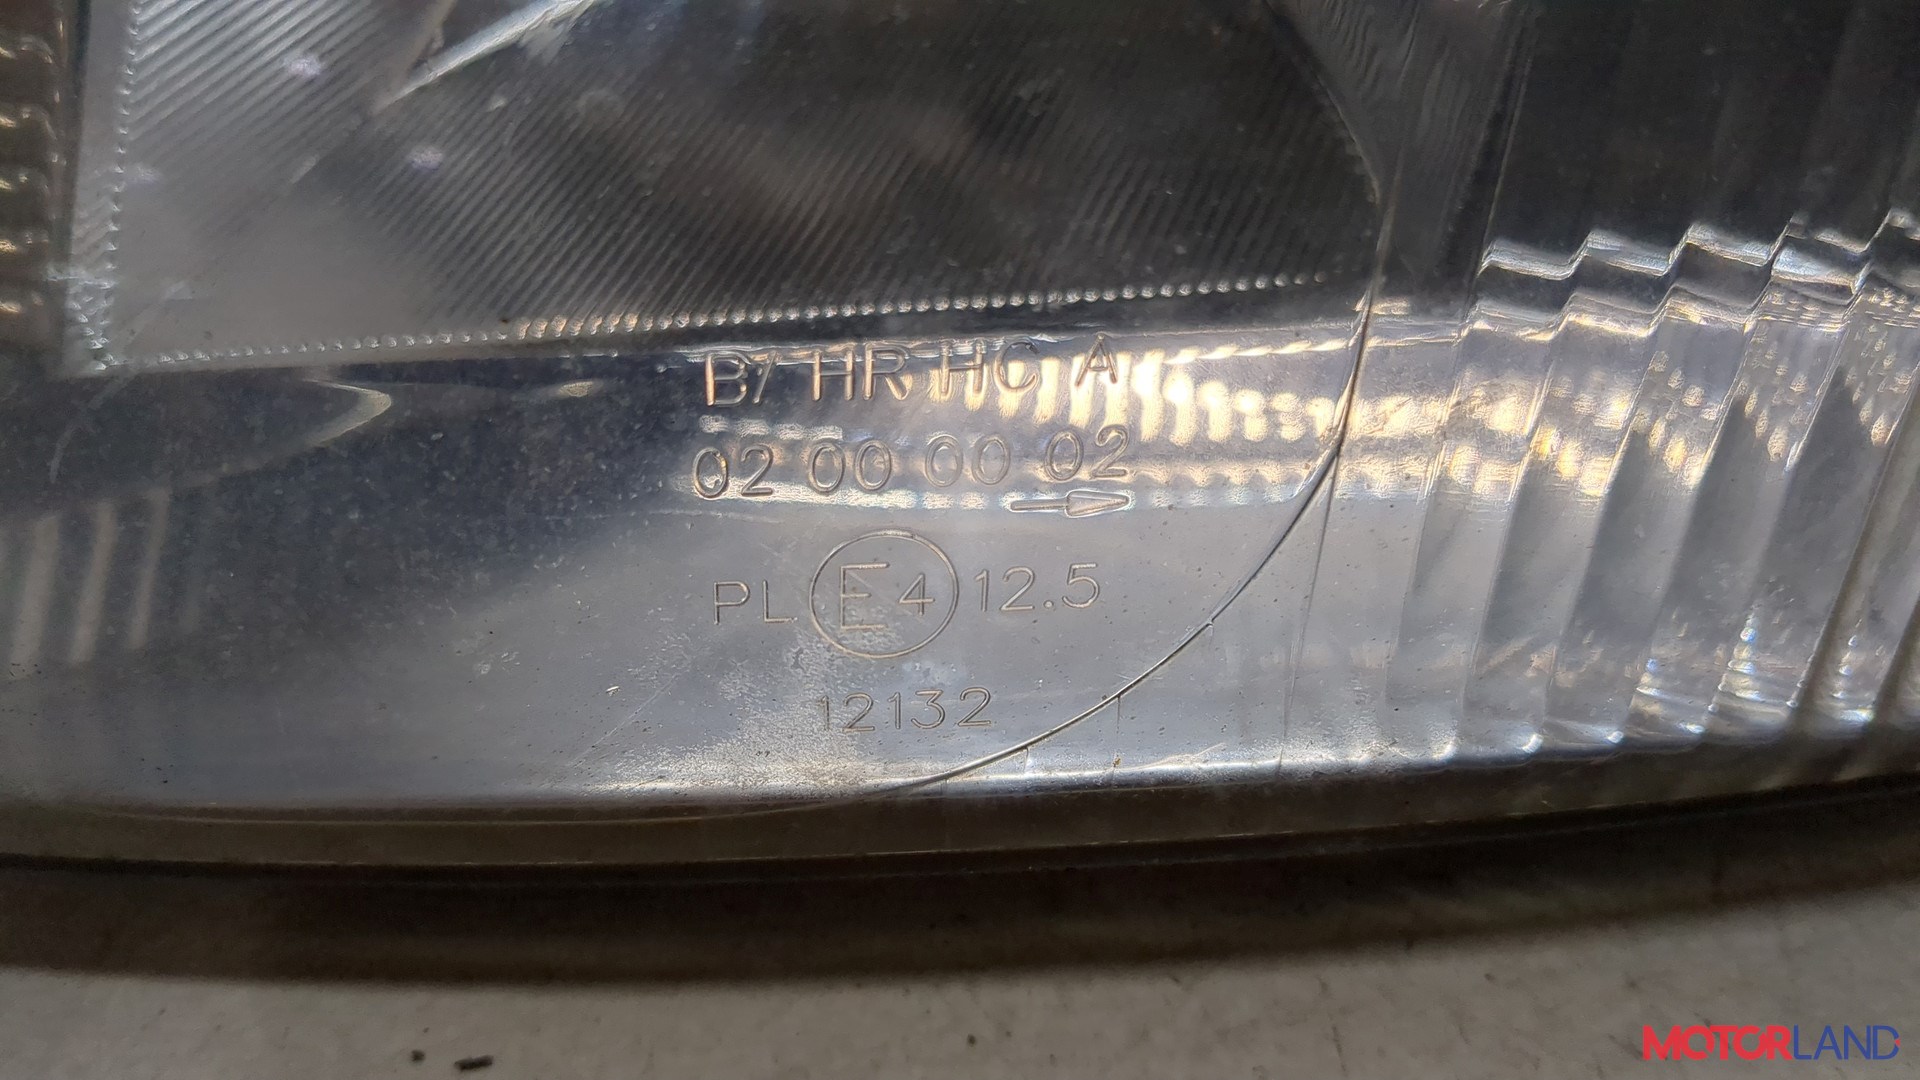 B/ HR HC A
02 00 00 02
PL E4 12.5
12132
MOTORLAND